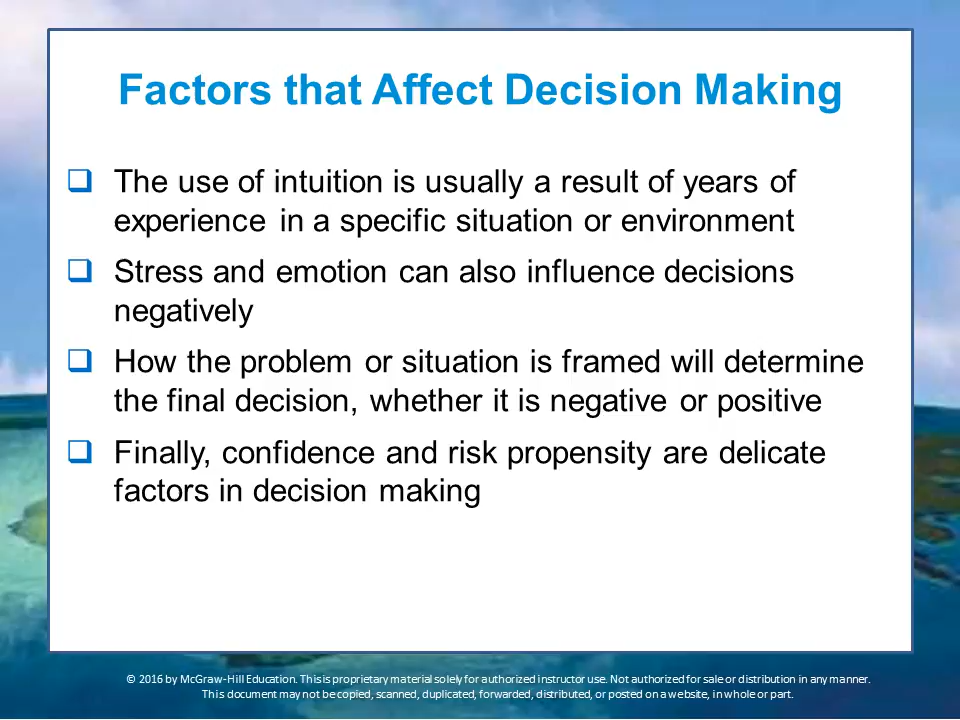 Factors that Affect Decision Making
The use of intuition is usually a result of years of
experience in a specific situation or environment
Stress and emotion can also influence decisions
negatively
How the problem or situation is framed will determine
the final decision, whether it is negative or positive
Finally, confidence and risk propensity are delicate
factors in decision making
© 2016 by McGraw-Hill Education. This is proprietary material solely for authorized instructor use. Not authorized for sale or distribution in any manner.
This document may not be copied, scanned, duplicated, forwarded, distributed, or posted on a website, in whole or part.